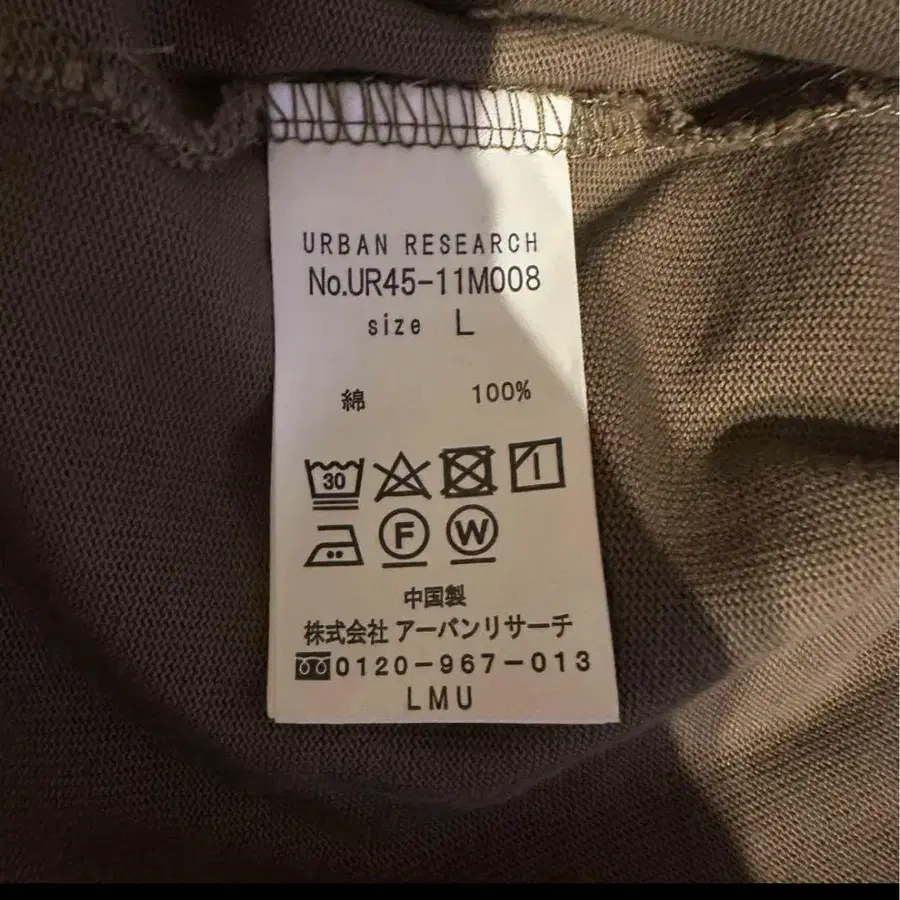 URBAN RESEARCH
No.UR45-11M008
size L
綿 100%
30
F W
中国製
株式会社 アーバンリサーチ
0120-967-013
LMU